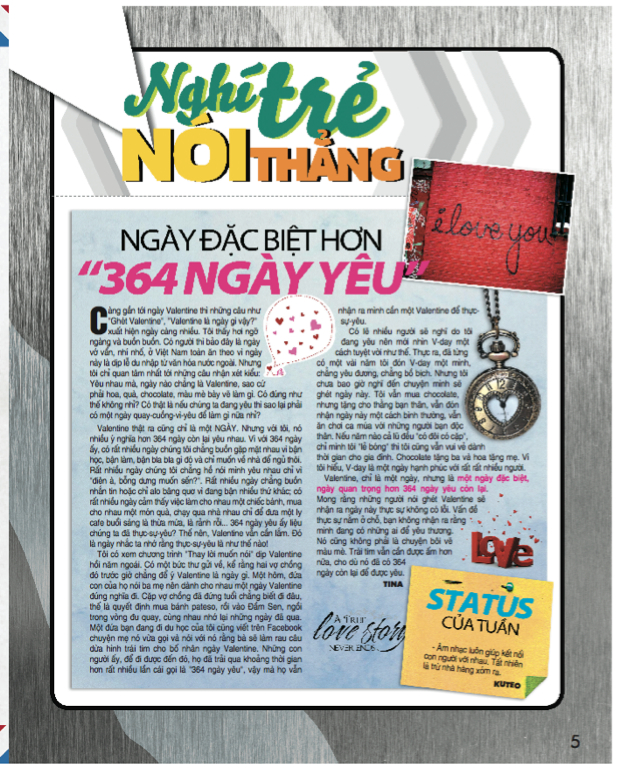 Nghĩ trẻ
NÓI THẲNG
i love you
NGÀY ĐẶC BIỆT HƠN
"364 NGÀY YÊU"
Càng gần tới ngày Valentine thì những câu như
"Ghét Valentine", "Valentine là ngày gì vậy?"
xuất hiện ngày càng nhiều. Tôi thấy hơi ngỡ
ngàng và buồn buồn. Có người thì bảo đây là ngày
vớ vẩn, nhí nhố, ở Việt Nam toàn ăn theo vì ngày
này là dịp lễ du nhập từ văn hóa nước ngoài. Nhưng
tôi chỉ quan tâm nhất tới những câu nhận xét kiểu:
Yêu nhau mà, ngày nào chẳng là Valentine, sao cứ
phải hoa, quà, chocolate, màu mè bày vẽ làm gì. Có đúng như
thế không nhỉ? Có thật là nếu chúng ta đang yêu thì sao lại phải
có một ngày quay-cuồng-vì-yêu để làm gì nữa nhỉ?
Valentine thật ra cũng chỉ là một NGÀY. Nhưng với tôi, nó
nhiều ý nghĩa hơn 364 ngày còn lại yêu nhau. Vì với 364 ngày
ấy, có rất nhiều ngày chúng tôi chẳng buồn gặp mặt nhau vì bận
học, bận làm, bận bla bla gì đó và chỉ muốn về nhà để ngủ thôi.
Rất nhiều ngày chúng tôi chẳng hề nói mình yêu nhau chỉ vì
"điện à, bỗng dưng muốn sến?". Rất nhiều ngày chẳng buồn
nhắn tin hoặc chỉ alo bâng quơ vì đang bận nhiều thứ khác; có
rất nhiều ngày cảm thấy việc làm cho nhau một chiếc bánh, mua
cho nhau một món quà, chạy qua nhà nhau chỉ để đưa một ly
cafe buổi sáng là thừa mứa, là rảnh rỗi... 364 ngày yêu ấy liệu
chúng ta đã thực-sự-yêu? Thế nên, Valentine vẫn cần lắm. Đó
là ngày nhắc ta nhớ rằng thực-sự-yêu là như thế nào!
Tôi có xem chương trình "Thay lời muốn nói" dịp Valentine
hồi năm ngoái. Có một bức thư gửi về, kể rằng hai vợ chồng
đó trước giờ chẳng để ý Valentine là ngày gì. Một hôm, đứa
con của họ nói ba mẹ nên dành cho nhau một ngày Valentine
đúng nghĩa đi. Cặp vợ chồng đã đứng tuổi chẳng biết đi đâu,
thế là quyết định mua bánh pateso, rồi vào Đầm Sen, ngồi
trong vòng đu quay, cùng nhau nhớ lại những ngày đã qua.
Một đứa bạn đang đi du học của tôi cũng viết trên Facebook
chuyện mẹ nó vừa gọi và nói với nó rằng bà sẽ làm rau câu
dừa hình trái tim cho bố nhân ngày Valentine. Những con
người ấy, để đi được đến đó, họ đã trải qua khoảng thời gian
hơn rất nhiều lần cái gọi là "364 ngày yêu", vậy mà họ vẫn
nhận ra mình cần một Valentine để thực-
sự-yêu.
Có lẽ nhiều người sẽ nghĩ do tôi
đang yêu nên mới nhìn V-day một
cách tuyệt vời như thế. Thực ra, đã từng
có một vài năm tôi đón V-day một mình,
chẳng yêu đương, chẳng bồ bịch. Nhưng tôi
chưa bao giờ nghĩ đến chuyện mình sẽ
ghét ngày này. Tôi vẫn mua chocolate,
nhưng tặng cho thằng bạn thân, vẫn đón
nhận ngày này một cách bình thường, vẫn
ăn chơi ca múa với những người bạn độc
thân. Nếu năm nào cả lũ đều "có đôi có cặp",
chỉ mình tôi "lẻ bóng" thì tôi cũng vẫn vui vẻ dành
thời gian cho gia đình. Chocolate tặng ba và hoa tặng mẹ. Vì
tôi hiểu, V-day là một ngày hạnh phúc với rất rất nhiều người.
Valentine, chỉ là một ngày, nhưng là một ngày đặc biệt,
ngày quan trọng hơn 364 ngày yêu còn lại.
Mong rằng những người nói ghét Valentine sẽ
nhận ra ngày này thực sự không có lỗi. Vấn đề
thực sự nằm ở chỗ, bạn không nhận ra rằng
mình đang có những ai để yêu thương.
Nó cũng không phải là chuyện bôi vẽ
màu mè. Trái tim vẫn cần được ấm hơn
nữa, cho dù nó đã có 364
ngày còn lại để được yêu.
TINA
LOVE
A TRUE
love story
NEVER ENDS
STATUS
CỦA TUẦN
- Âm nhạc luôn giúp kết nối
con người với nhau. Tất nhiên
là trừ nhà hàng xóm ra.
KUTEO
5